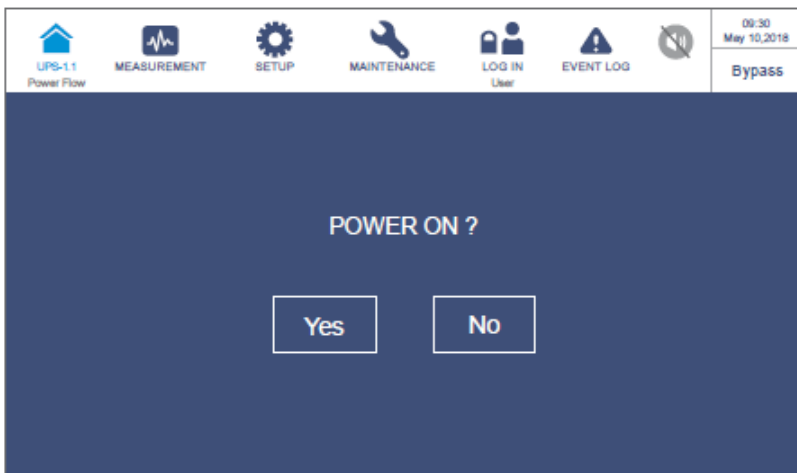 09:30
May 10,2018
UPS-1.1
Power Flow
MEASUREMENT
SETUP
MAINTENANCE
LOG IN
User
EVENT LOG
Bypass
POWER ON ?
Yes
No